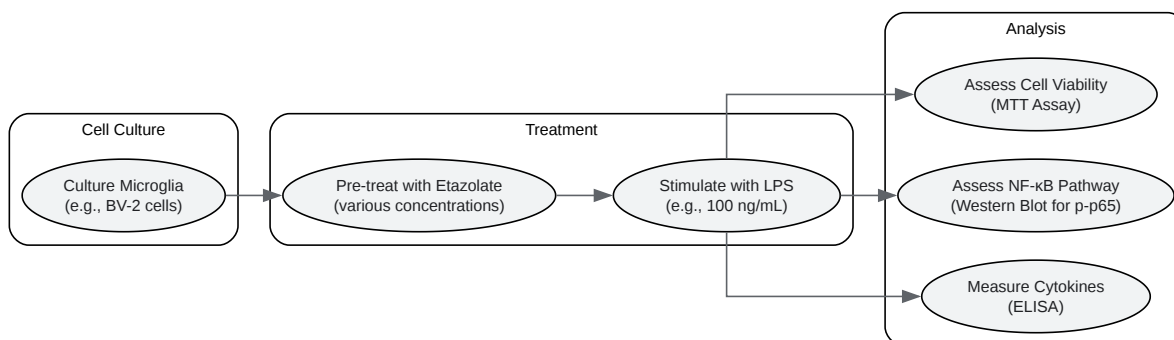 Cell Culture
Culture Microglia
(e.g., BV-2 cells)
Treatment
Pre-treat with Etazolate
(various concentrations)
Stimulate with LPS
(e.g., 100 ng/mL)
Analysis
Assess Cell Viability
(MTT Assay)
Assess NF-κB Pathway
(Western Blot for p-p65)
Measure Cytokines
(ELISA)